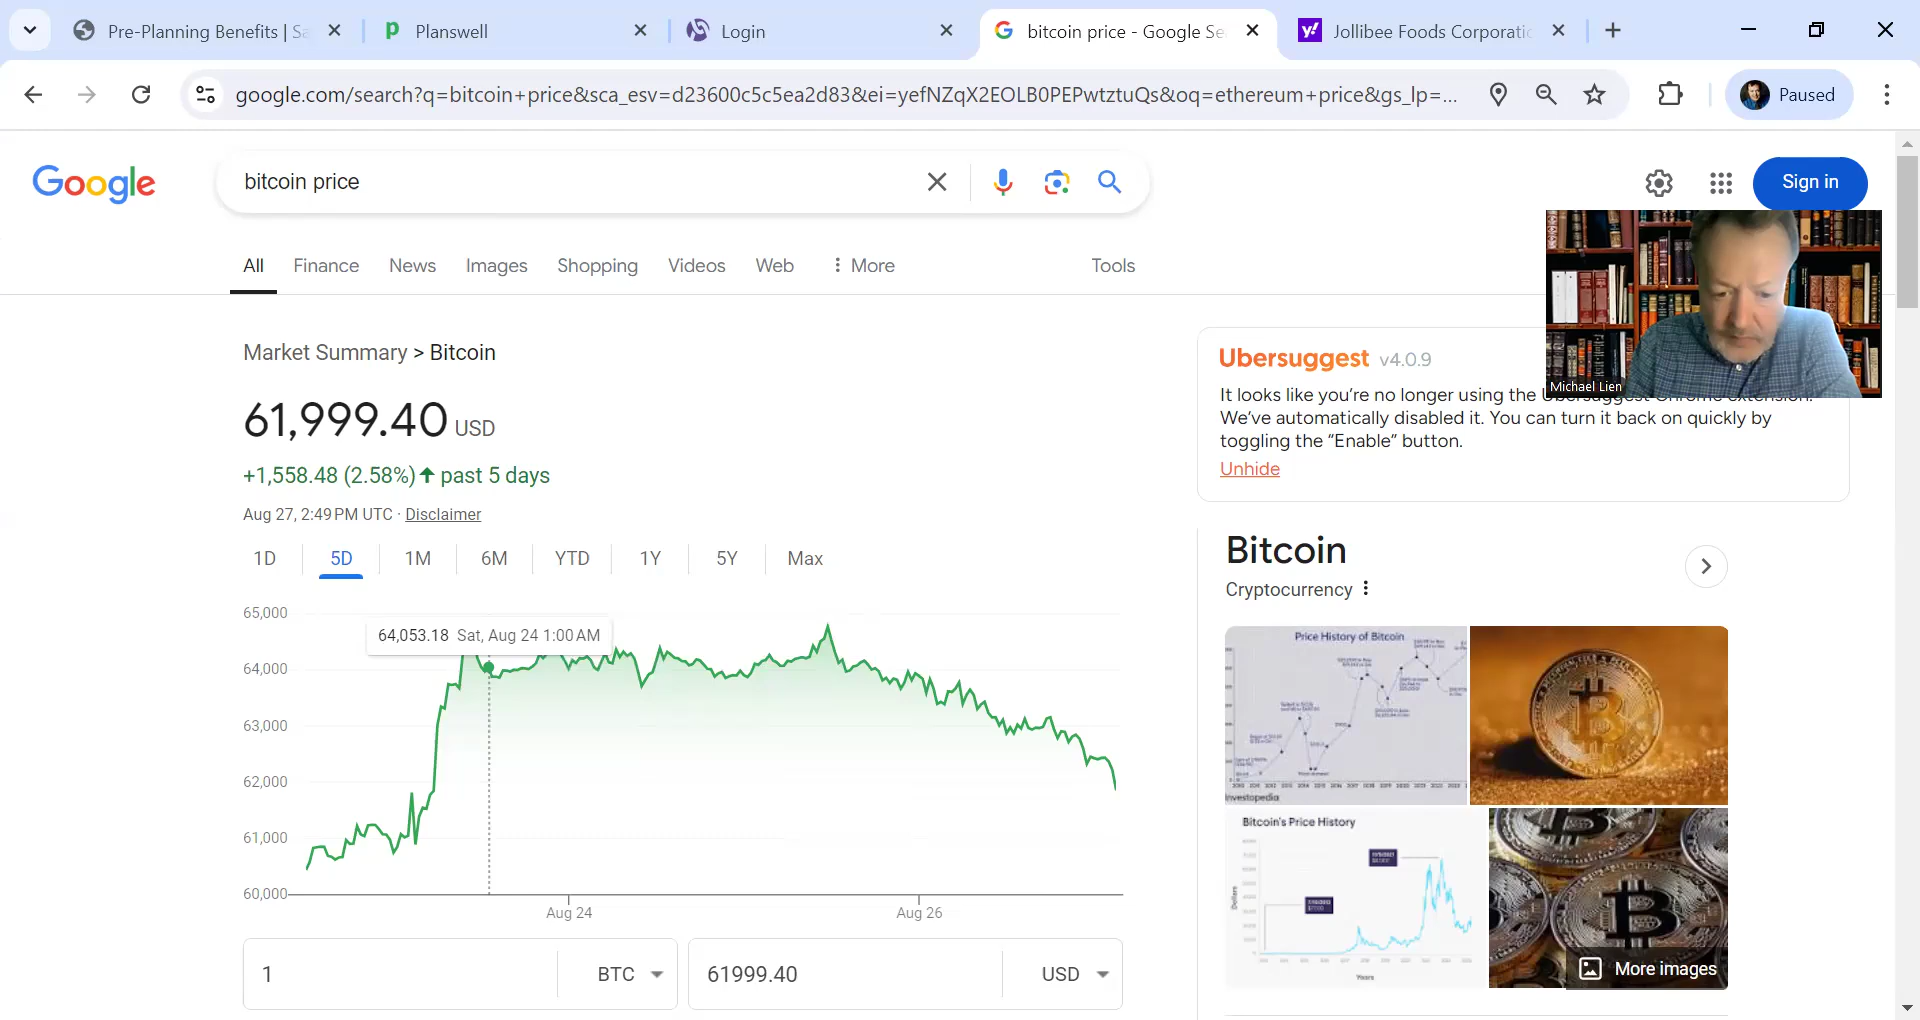 Pre-Planning Benefits | Sa
Planswell
Login
bitcoin price - Google Se
Jollibee Foods Corporatic
google.com/search?q=bitcoin+price&sca_esv=d23600c5c5ea2d83&ei=yefNZqX2EOLB0PEPwtztuQs&oq=ethereum+price&gs_lp=...
Paused
Google
bitcoin price
Sign in
All
Finance
News
Images
Shopping
Videos
Web
More
Tools
Michael Lien
Market Summary > Bitcoin
61,999.40 USD
+1,558.48 (2.58%) past 5 days
Aug 27, 2:49 PM UTC · Disclaimer
1D
5D
1M
6M
YTD
1Y
5Y
Max
65,000
64,000
63,000
62,000
61,000
60,000
64,053.18 Sat, Aug 24 1:00 AM
Aug 24
Aug 26
1
BTC
61999.40
USD
Ubersuggest v4.0.9
It looks like you're no longer using the
We've automatically disabled it. You can turn it back on quickly by
toggling the "Enable" button.
Unhide
Bitcoin
Cryptocurrency
Price History of Bitcoin
Investopedia
Bitcoin's Price History
Dollars
Years
More images